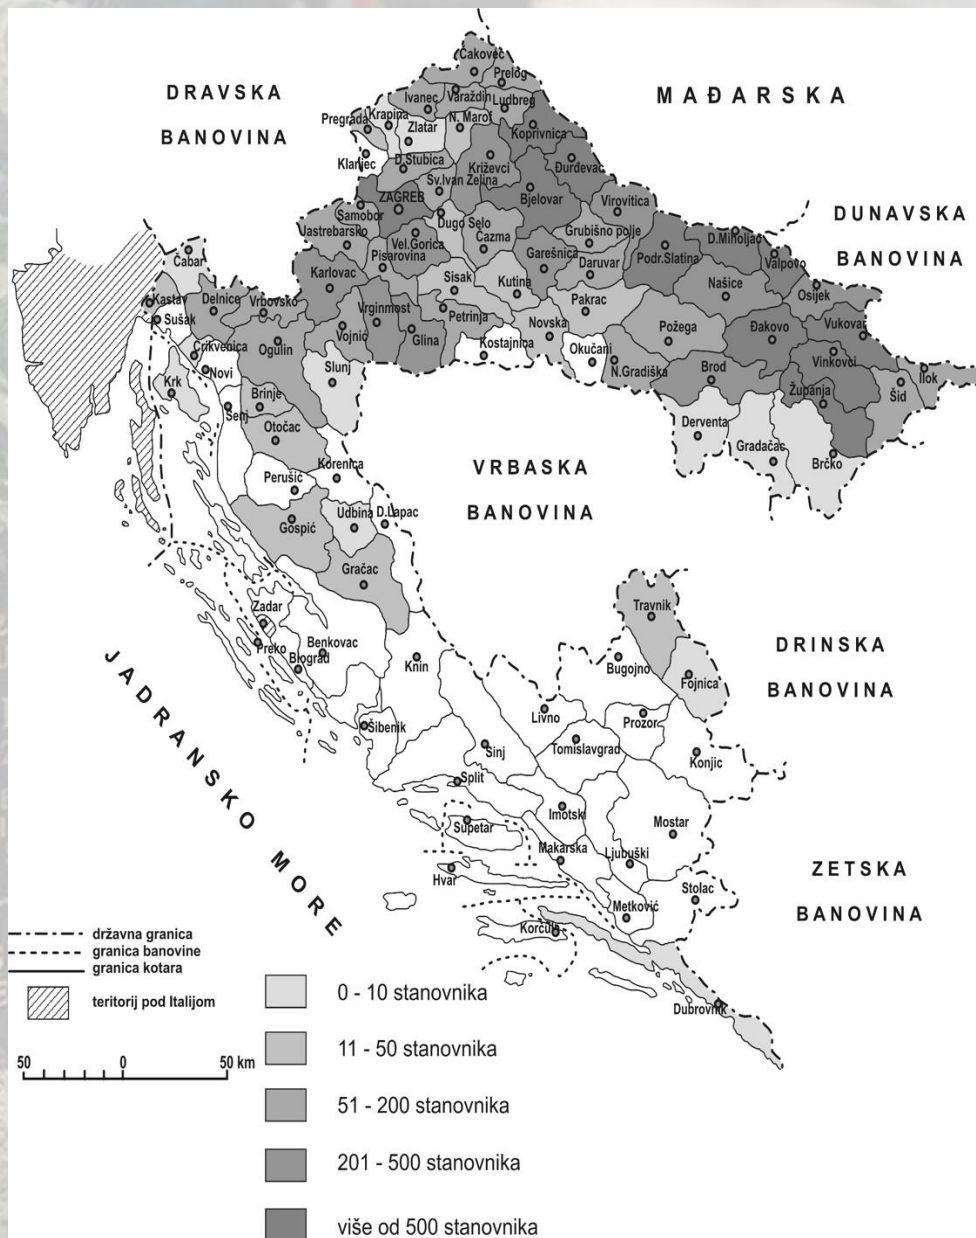 DRAVSKA
BANOVINA
MAĐARSKA
DUNAVSKA
BANOVINA
Čakovec
Prelog
Ivanec
Varaždin
Ludbreg
Pregrada
Krapina
Zlatar
N. Marof
Koprivnica
Klanjec
D.Stubica
Križevci
Đurđevac
Sv.Ivan Zelina
ZAGREB
Bjelovar
Samobor
Dugo Selo
Virovitica
Jastrebarsko
Vel.Gorica
Čazma
Grubišno polje
D.Miholjac
Čabar
Pisarovina
Garešnica
Podr.Slatina
Valpovo
Karlovac
Sisak
Kutina
Daruvar
Našice
Osijek
Kastav
Delnice
Vrbovsko
Vrginmost
Petrinja
Pakrac
Sušak
Vojnić
Glina
Novska
Požega
Đakovo
Vukovar
Crikvenica
Ogulin
Kostajnica
Okučani
Vinkovci
Novi
Slunj
N.Gradiška
Brod
Ilok
Krk
Brinje
Županja
Šid
Senj
Otočac
Derventa
Gradačac
Brčko
Korenica
Perušić
VRBASKA
BANOVINA
Gospić
Udbina
D.Lapac
Gračac
Zadar
Travnik
Preko
Benkovac
Biograd
Knin
Bugojno
Fojnica
DRINSKA
BANOVINA
Livno
Prozor
Šibenik
Sinj
Tomislavgrad
Konjic
JADRANSKO MORE
Split
Imotski
Mostar
Supetar
Makarska
Ljubuški
Hvar
Stolac
ZETSKA
BANOVINA
Metković
Korčula
Dubrovnik
državna granica
granica banovine
granica kotara
teritorij pod Italijom
50 0 50 km
0 - 10 stanovnika
11 - 50 stanovnika
51 - 200 stanovnika
201 - 500 stanovnika
više od 500 stanovnika